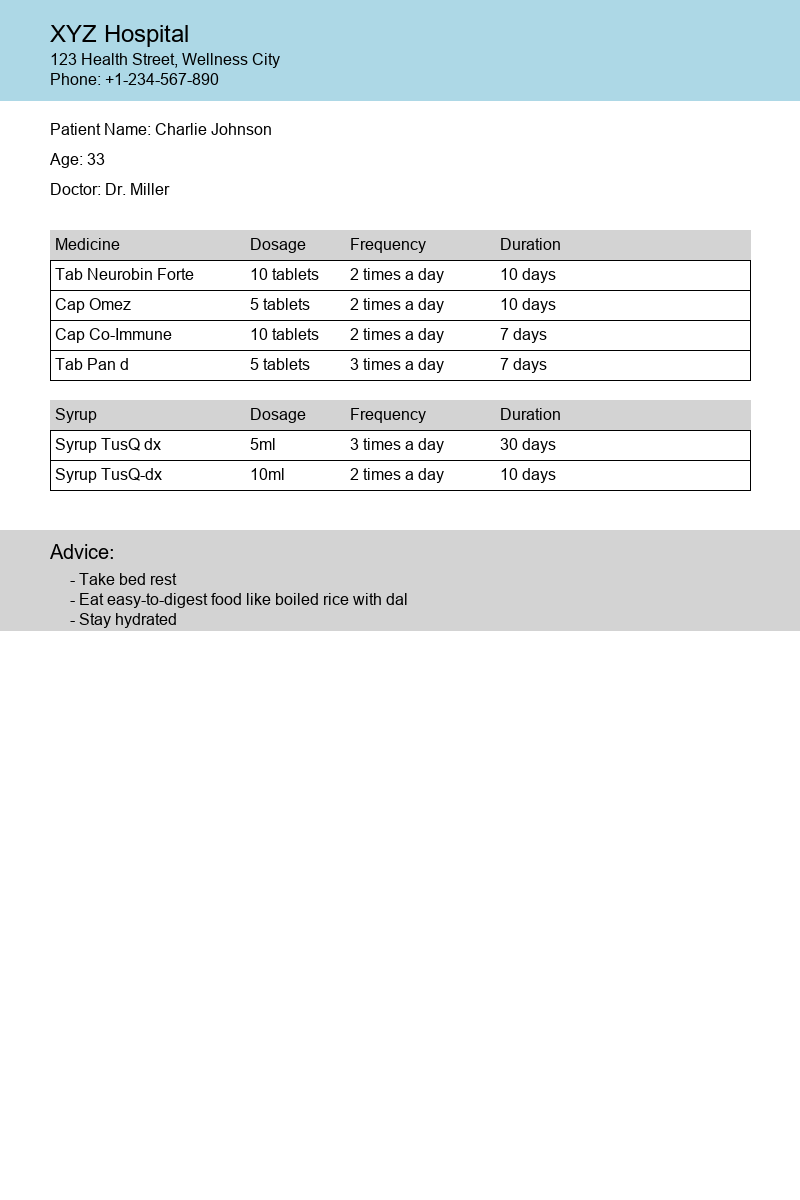 XYZ Hospital
123 Health Street, Wellness City
Phone: +1-234-567-890
Patient Name: Charlie Johnson
Age: 33
Doctor: Dr. Miller
Medicine Dosage Frequency Duration
Tab Neurobin Forte 10 tablets 2 times a day 10 days
Cap Omez 5 tablets 2 times a day 10 days
Cap Co-Immune 10 tablets 2 times a day 7 days
Tab Pan d 5 tablets 3 times a day 7 days
Syrup Dosage Frequency Duration
Syrup TusQ dx 5ml 3 times a day 30 days
Syrup TusQ-dx 10ml 2 times a day 10 days
Advice:
- Take bed rest
- Eat easy-to-digest food like boiled rice with dal
- Stay hydrated